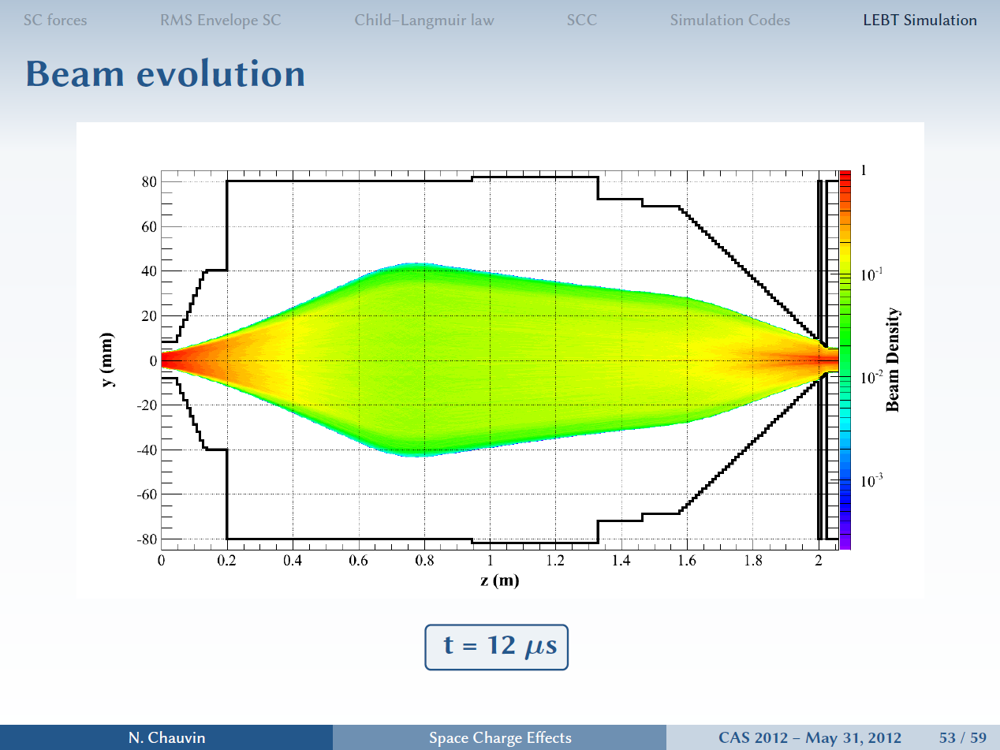 SC forces RMS Envelope SC Child–Langmuir law SCC Simulation Codes LEBT Simulation
Beam evolution
80
60
40
20
0
-20
-40
-60
-80
y (mm)
0 0.2 0.4 0.6 0.8 1 1.2 1.4 1.6 1.8 2
z (m)
1
10⁻¹
10⁻²
10⁻³
Beam Density
t = 12 μs
N. Chauvin Space Charge Effects CAS 2012 – May 31, 2012 53 / 59